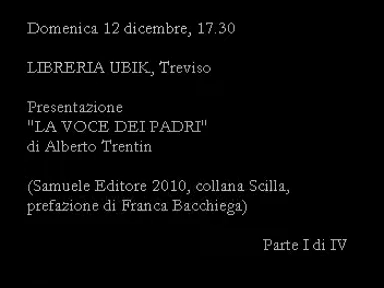 Domenica 12 dicembre, 17.30
LIBRERIA UBIK, Treviso
Presentazione
"LA VOCE DEI PADRI"
di Alberto Trentin
(Samuele Editore 2010, collana Scilla,
prefazione di Franca Bacchiega)
Parte I di IV